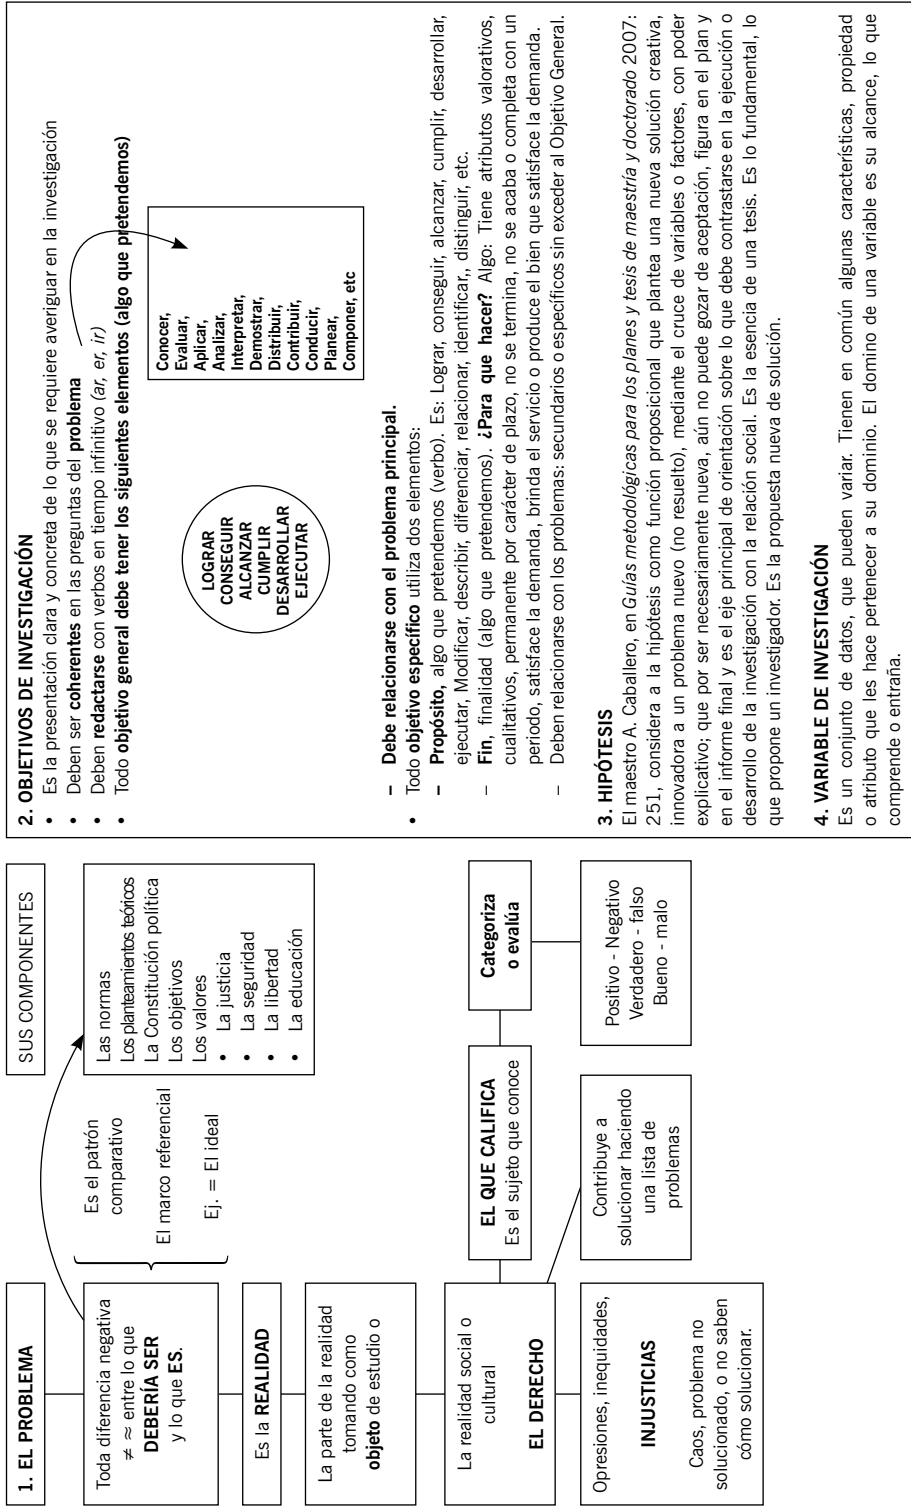 1. EL PROBLEMA
SUS COMPONENTES
Toda diferencia negativa
≠ ≈ entre lo que
DEBERÍA SER
y lo que ES.
Es el patrón
comparativo
El marco referencial
Ej. = El ideal
Las normas
Los planteamientos teóricos
La Constitución política
Los objetivos
Los valores
• La justicia
• La seguridad
• La libertad
• La educación
Es la REALIDAD
La parte de la realidad
tomando como
objeto de estudio o
La realidad social o
cultural
EL DERECHO
EL QUE CALIFICA
Es el sujeto que conoce
Categoriza
o evalúa
Opresiones, inequidades,
INJUSTICIAS
Caos, problema no
solucionado, o no saben
cómo solucionar.
Contribuye a
solucionar haciendo
una lista de
problemas
Positivo - Negativo
Verdadero - falso
Bueno - malo
2. OBJETIVOS DE INVESTIGACIÓN
• Es la presentación clara y concreta de lo que se requiere averiguar en la investigación
• Deben ser coherentes en las preguntas del problema
• Deben redactarse con verbos en tiempo infinitivo (ar, er, ir)
• Todo objetivo general debe tener los siguientes elementos (algo que pretendemos)
LOGRAR
CONSEGUIR
ALCANZAR
CUMPLIR
DESARROLLAR
EJECUTAR
Conocer,
Evaluar,
Aplicar,
Analizar,
Interpretar,
Demostrar,
Distribuir,
Contribuir,
Conducir,
Planear,
Componer, etc
– Debe relacionarse con el problema principal.
• Todo objetivo específico utiliza dos elementos:
– Propósito, algo que pretendemos (verbo). Es: Lograr, conseguir, alcanzar, cumplir, desarrollar,
ejecutar, Modificar, describir, diferenciar, relacionar, identificar,, distinguir, etc.
– Fin, finalidad (algo que pretendemos). ¿Para que hacer? Algo: Tiene atributos valorativos,
cualitativos, permanente por carácter de plazo, no se termina, no se acaba o completa con un
periodo, satisface la demanda, brinda el servicio o produce el bien que satisface la demanda.
– Deben relacionarse con los problemas: secundarios o específicos sin exceder al Objetivo General.
3. HIPÓTESIS
El maestro A. Caballero, en Guías metodológicas para los planes y tesis de maestría y doctorado 2007:
251, considera a la hipótesis como función proposicional que plantea una nueva solución creativa,
innovadora a un problema nuevo (no resuelto), mediante el cruce de variables o factores, con poder
explicativo; que por ser necesariamente nueva, aún no puede gozar de aceptación, figura en el plan y
en el informe final y es el eje principal de orientación sobre lo que debe contrastarse en la ejecución o
desarrollo de la investigación con la relación social. Es la esencia de una tesis. Es lo fundamental, lo
que propone un investigador. Es la propuesta nueva de solución.
4. VARIABLE DE INVESTIGACIÓN
Es un conjunto de datos, que pueden variar. Tienen en común algunas características, propiedad
o atributo que les hace pertenecer a su dominio. El domino de una variable es su alcance, lo que
comprende o entraña.